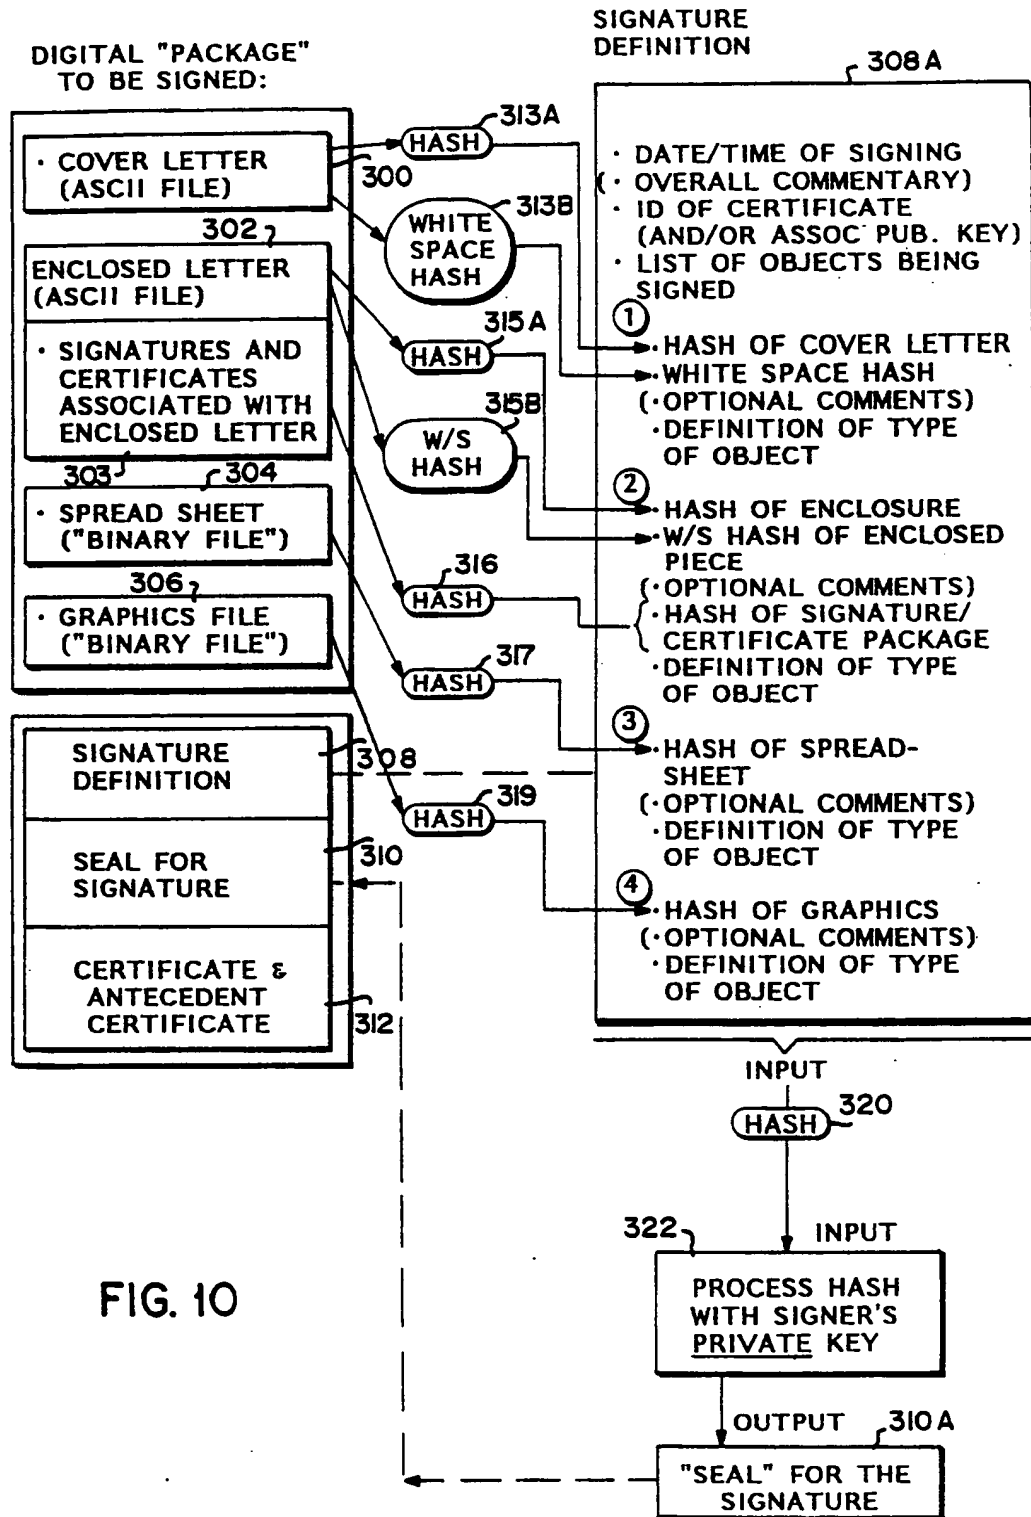 DIGITAL "PACKAGE"
TO BE SIGNED:
· COVER LETTER
(ASCII FILE)
300
302
ENCLOSED LETTER
(ASCII FILE)
· SIGNATURES AND
CERTIFICATES
ASSOCIATED WITH
ENCLOSED LETTER
303
304
· SPREAD SHEET
("BINARY FILE")
306
· GRAPHICS FILE
("BINARY FILE")
SIGNATURE
DEFINITION
308
SEAL FOR
SIGNATURE
310
CERTIFICATE &
ANTECEDENT
CERTIFICATE
312
313A
HASH
313B
WHITE
SPACE
HASH
315A
HASH
315B
W/S
HASH
316
HASH
317
HASH
319
HASH
SIGNATURE
DEFINITION
308A
· DATE/TIME OF SIGNING
(· OVERALL COMMENTARY)
· ID OF CERTIFICATE
(AND/OR ASSOC PUB. KEY)
· LIST OF OBJECTS BEING
SIGNED
1
· HASH OF COVER LETTER
· WHITE SPACE HASH
(·OPTIONAL COMMENTS)
·DEFINITION OF TYPE
OF OBJECT
2
· HASH OF ENCLOSURE
· W/S HASH OF ENCLOSED
PIECE
(·OPTIONAL COMMENTS)
· HASH OF SIGNATURE/
CERTIFICATE PACKAGE
·DEFINITION OF TYPE
OF OBJECT
3
·HASH OF SPREAD-
SHEET
(·OPTIONAL COMMENTS)
·DEFINITION OF TYPE
OF OBJECT
4
·HASH OF GRAPHICS
(·OPTIONAL COMMENTS)
·DEFINITION OF TYPE
OF OBJECT
INPUT
HASH
320
322
INPUT
PROCESS HASH
WITH SIGNER'S
PRIVATE KEY
OUTPUT
310A
"SEAL" FOR THE
SIGNATURE
FIG. 10